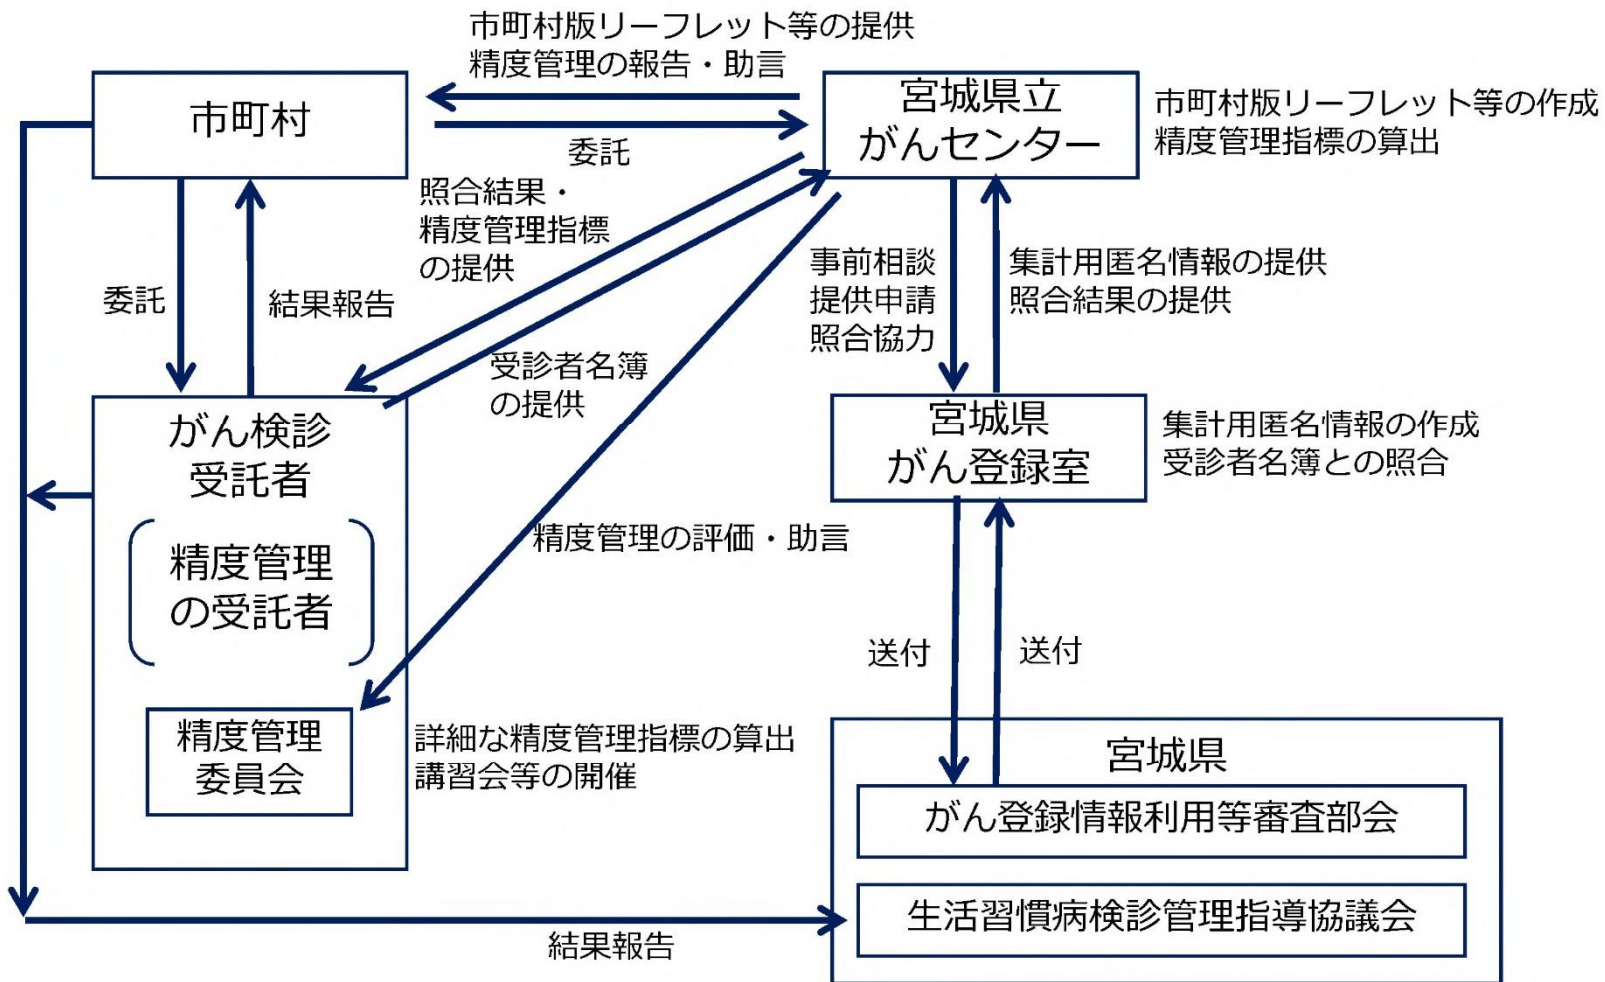 市町村版リーフレット等の提供
精度管理の報告・助言
市町村
宮城県立
がんセンター
市町村版リーフレット等の作成
精度管理指標の算出
委託
照合結果・
精度管理指標
の提供
委託
結果報告
受診者名簿
の提供
事前相談
提供申請
照合協力
集計用匿名情報の提供
照合結果の提供
がん検診
受託者
宮城県
がん登録室
集計用匿名情報の作成
受診者名簿との照合
精度管理
の受託者
精度管理の評価・助言
送付
送付
精度管理
委員会
詳細な精度管理指標の算出
講習会等の開催
宮城県
がん登録情報利用等審査部会
生活習慣病検診管理指導協議会
結果報告